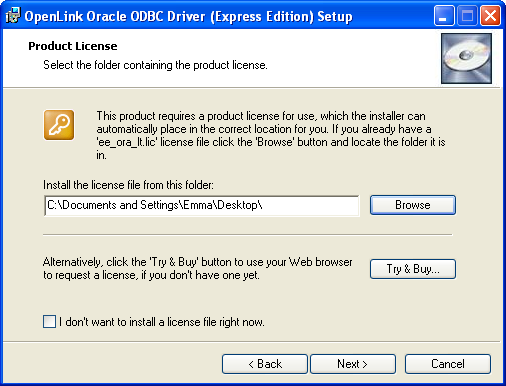 OpenLink Oracle ODBC Driver (Express Edition) Setup
Product License
Select the folder containing the product license.
This product requires a product license for use, which the installer can
automatically place in the correct location for you. If you already have a
'ee_ora_lt.lic' license file click the 'Browse' button and locate the folder it is
in.
Install the license file from this folder:
C:\Documents and Settings\Emma\Desktop\
Browse
Alternatively, click the 'Try & Buy' button to use your Web browser
to request a license, if you don't have one yet.
Try & Buy...
I don't want to install a license file right now.
< Back
Next >
Cancel